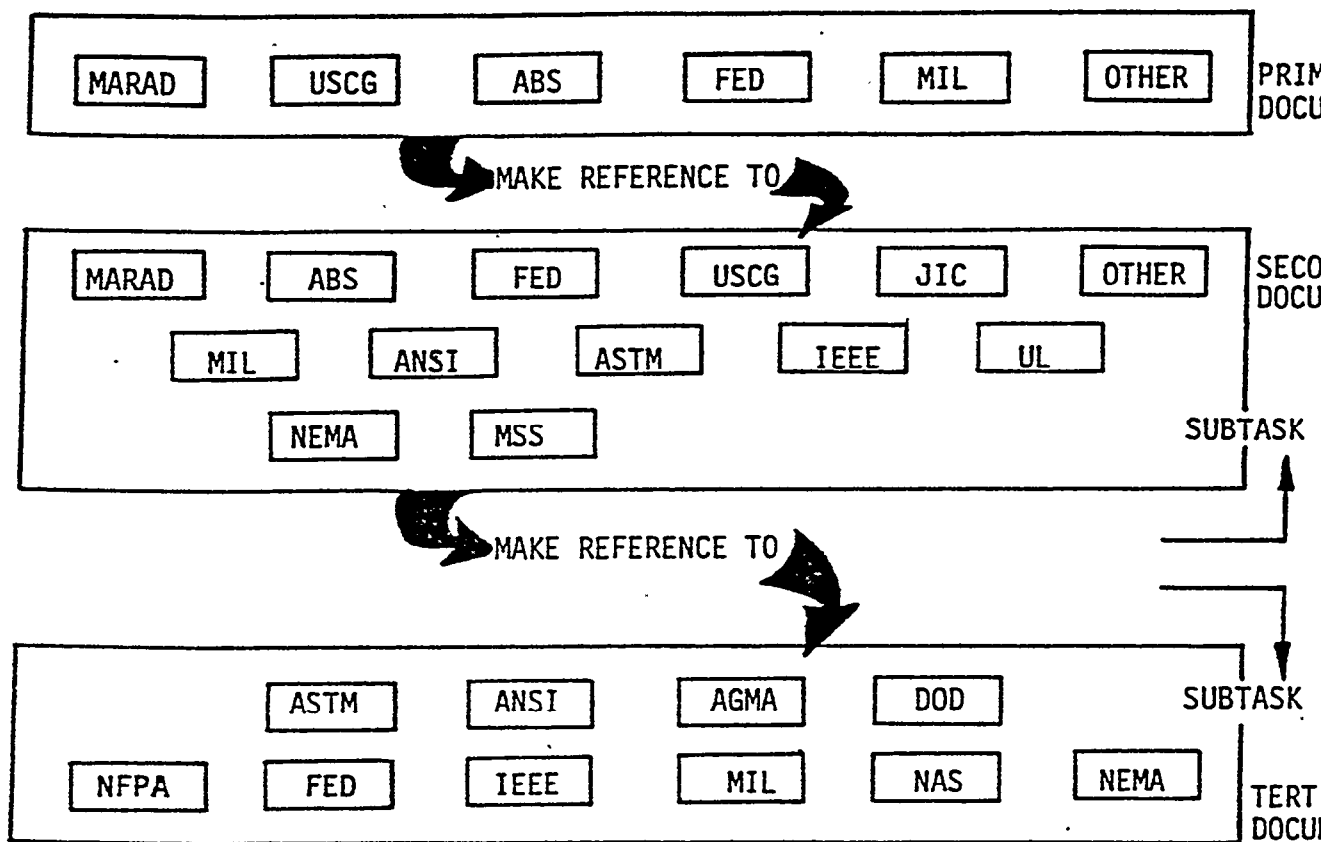 MARAD USCG ABS FED MIL OTHER
PRIM
DOCU
MAKE REFERENCE TO
MARAD ABS FED USCG JIC OTHER
SECO
DOCU
MIL ANSI ASTM IEEE UL
NEMA MSS
SUBTASK
MAKE REFERENCE TO
ASTM ANSI AGMA DOD
SUBTASK
NFPA FED IEEE MIL NAS NEMA
TERT
DOCU